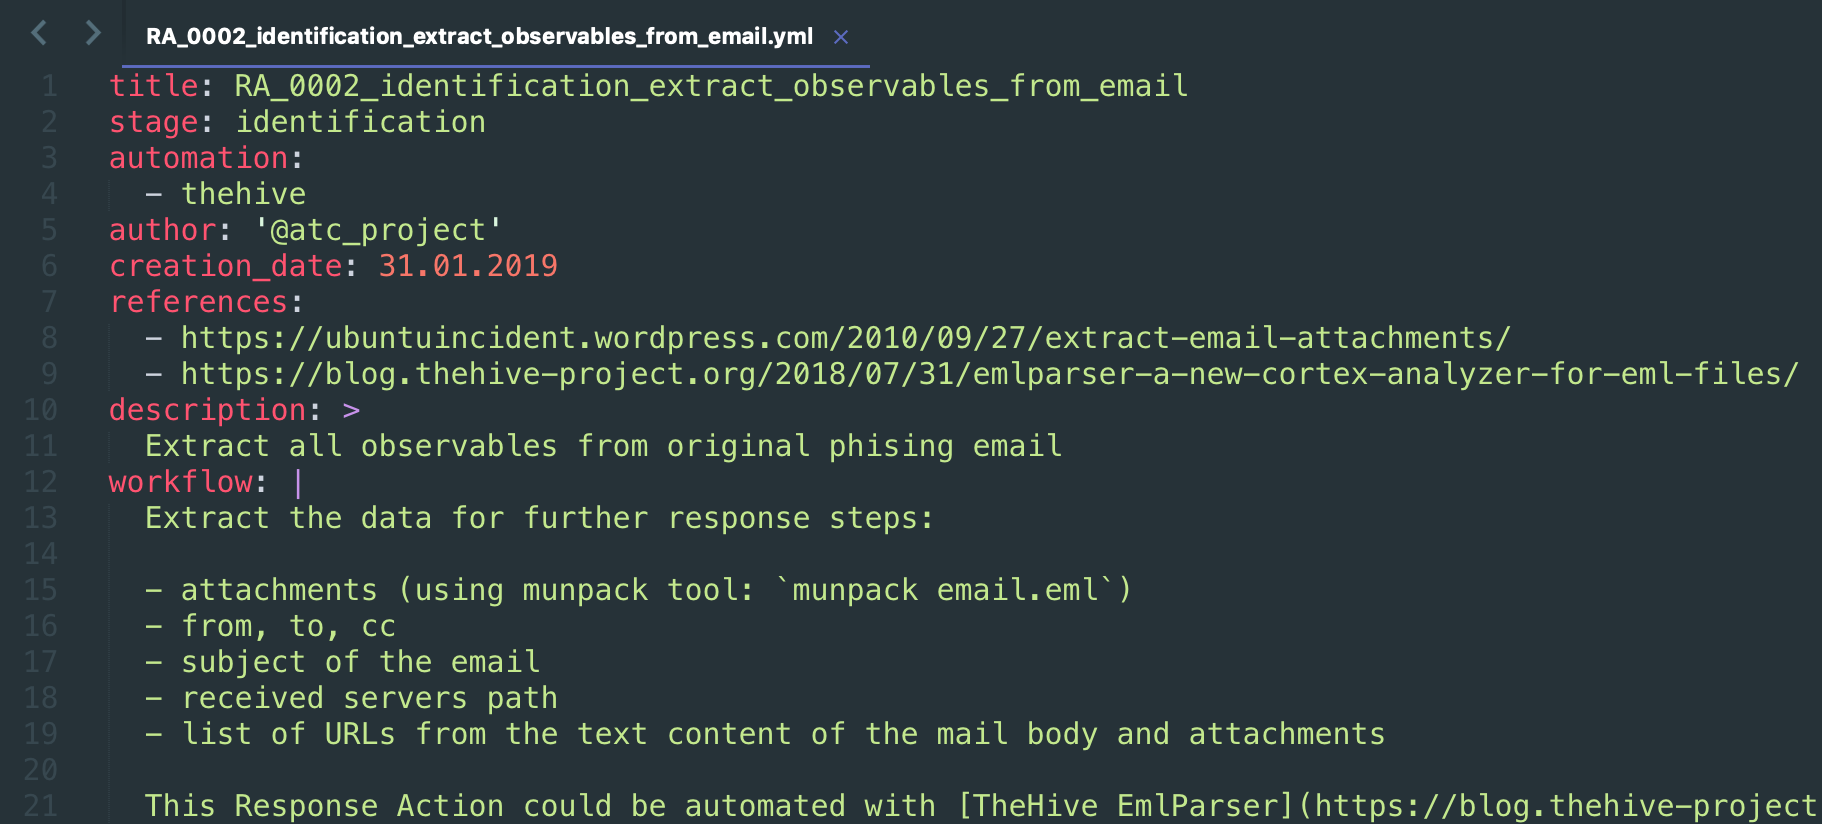 RA_0002_identification_extract_observables_from_email.yml ×
1 title: RA_0002_identification_extract_observables_from_email
2 stage: identification
3 automation:
4   - thehive
5 author: '@atc_project'
6 creation_date: 31.01.2019
7 references:
8   - https://ubuntuincident.wordpress.com/2010/09/27/extract-email-attachments/
9   - https://blog.thehive-project.org/2018/07/31/emlparser-a-new-cortex-analyzer-for-eml-files/
10 description: >
11   Extract all observables from original phising email
12 workflow: |
13   Extract the data for further response steps:
14
15   - attachments (using munpack tool: `munpack email.eml`)
16   - from, to, cc
17   - subject of the email
18   - received servers path
19   - list of URLs from the text content of the mail body and attachments
20
21   This Response Action could be automated with [TheHive EmlParser](https://blog.thehive-project